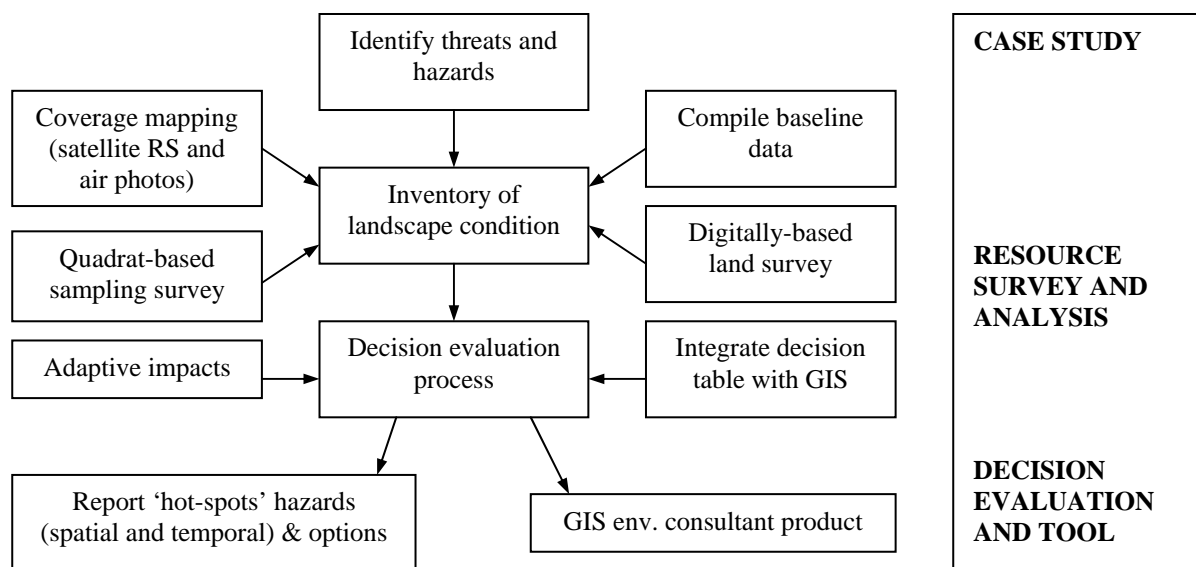 Identify threats and
hazards
CASE STUDY
Coverage mapping
(satellite RS and
air photos)
Compile baseline
data
Inventory of
landscape condition
Quadrat-based
sampling survey
Digitally-based
land survey
RESOURCE
SURVEY AND
ANALYSIS
Adaptive impacts
Decision evaluation
process
Integrate decision
table with GIS
Report ‘hot-spots’ hazards
(spatial and temporal) & options
GIS env. consultant product
DECISION
EVALUATION
AND TOOL